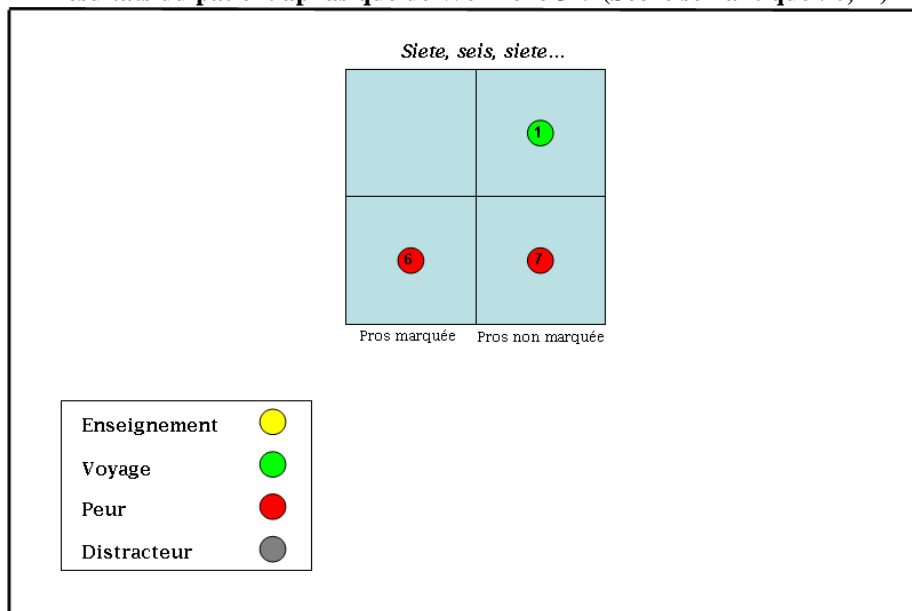 Siete, seis, siete...
1
6 7
Pros marquée Pros non marquée
Enseignement
Voyage
Peur
Distracteur